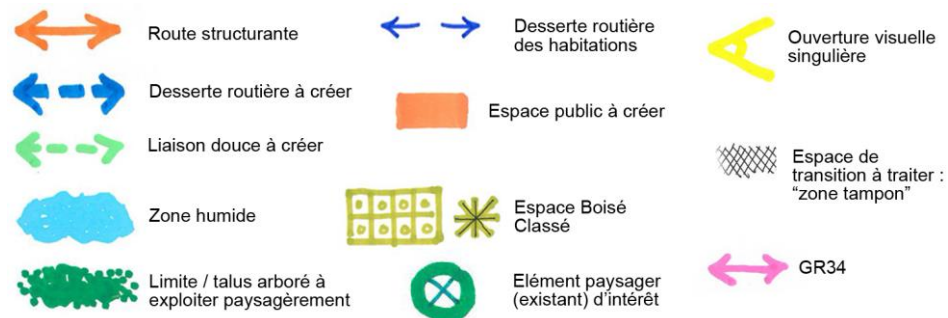 Route structurante
Desserte routière à créer
Liaison douce à créer
Zone humide
Limite / talus arboré à
exploiter paysagèrement
Desserte routière
des habitations
Espace public à créer
Espace Boisé
Classé
Elément paysager
(existant) d'intérêt
Ouverture visuelle
singulière
Espace de
transition à traiter :
“zone tampon”
GR34